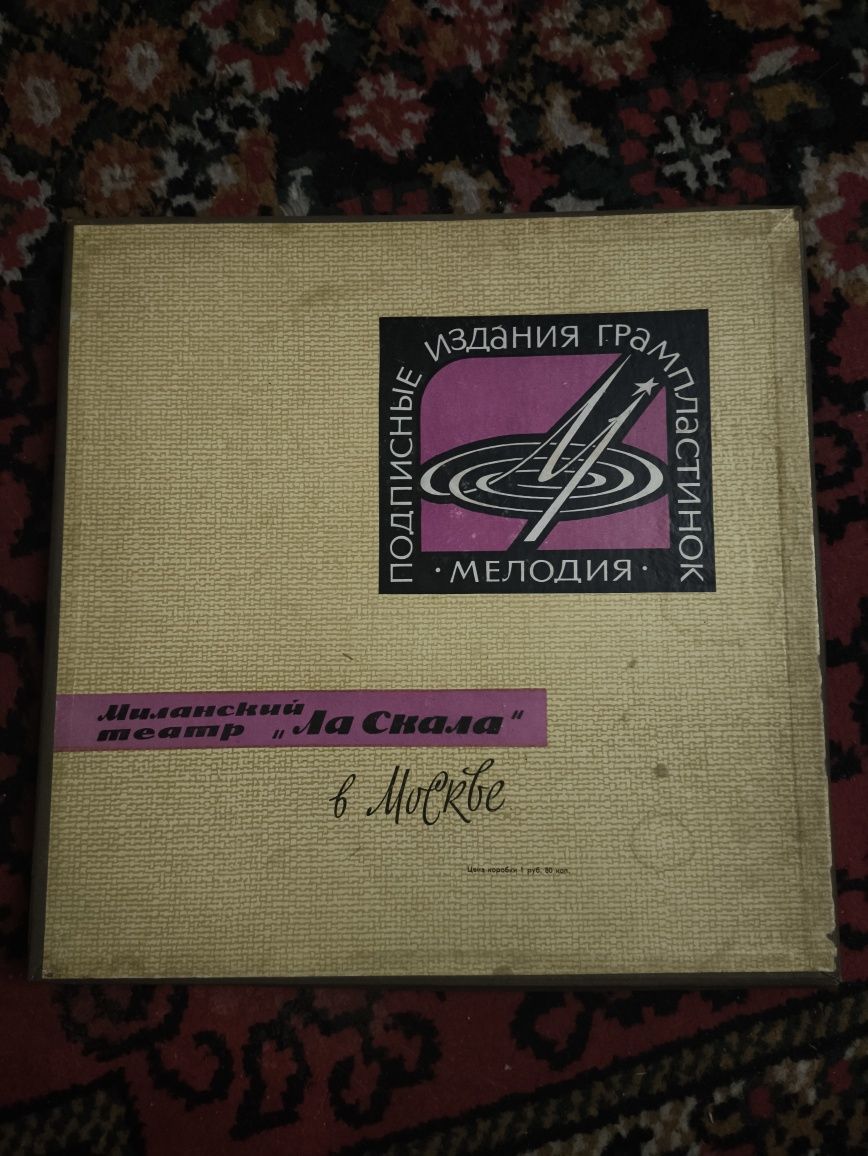 ПОДПИСНЫЕ ИЗДАНИЯ ГРАМПЛАСТИНОК
· МЕЛОДИЯ ·
Миланский
театр „Ла Скала"
в Москве
Цена коробки 1 руб. 80 коп.